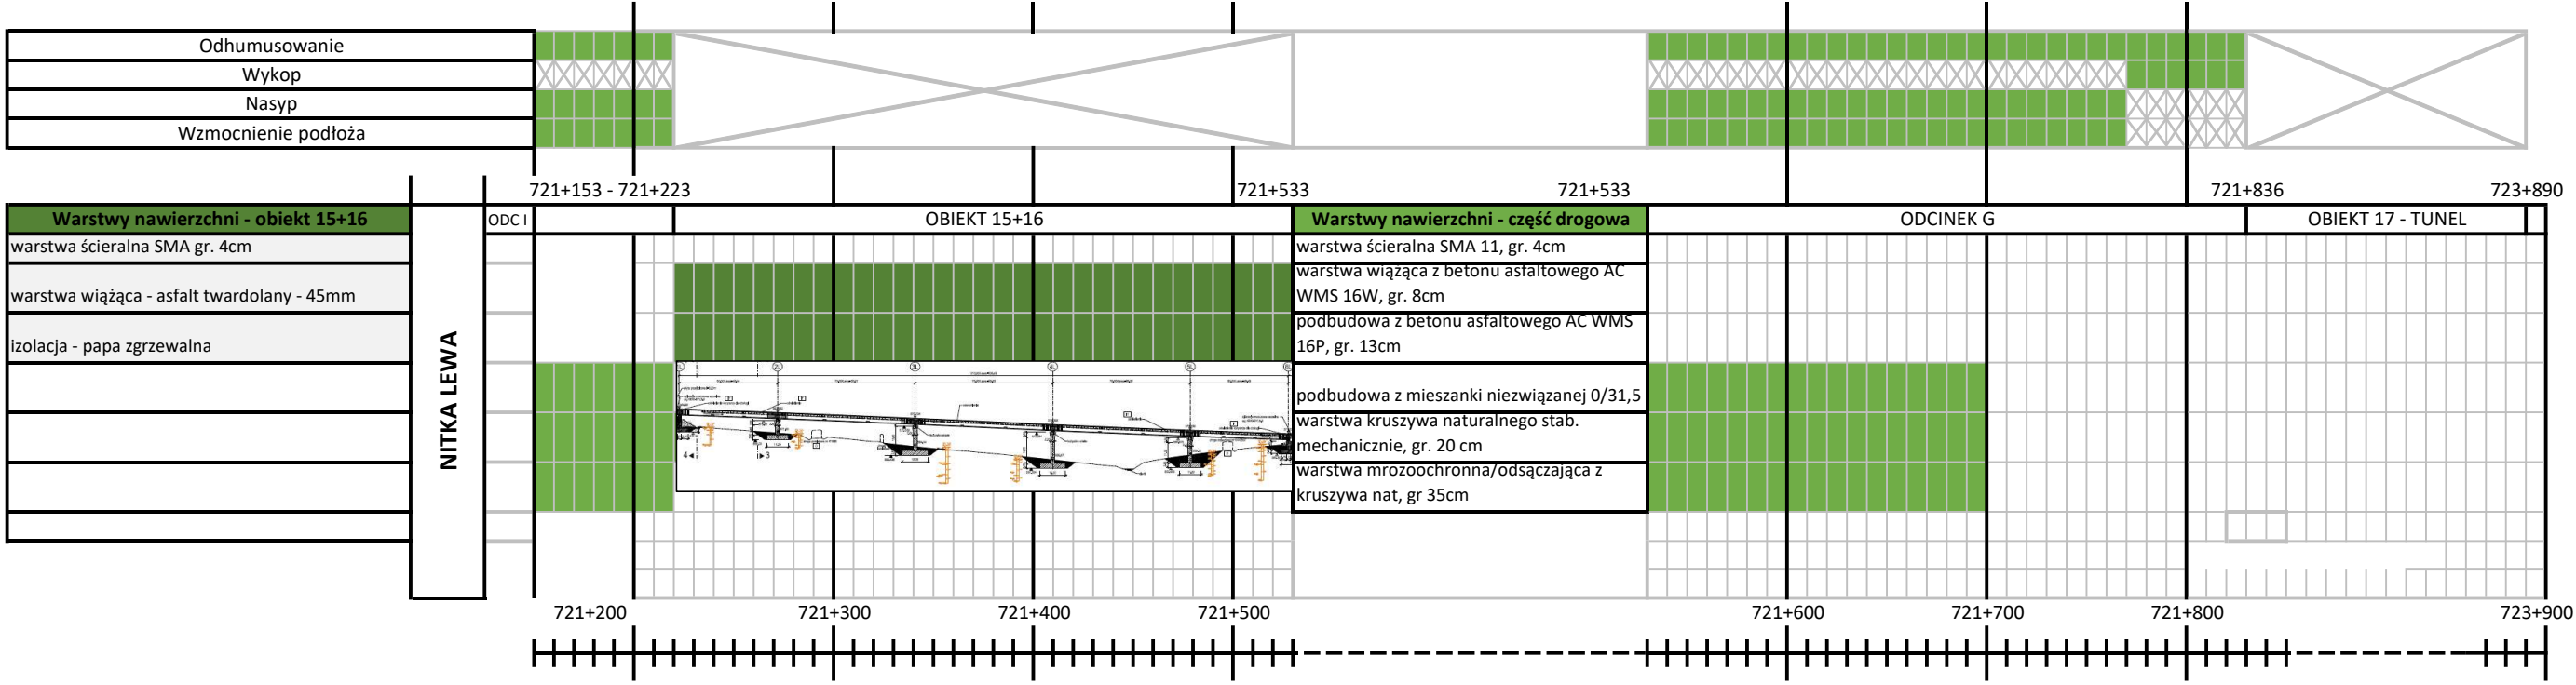 Odhumusowanie
Wykop
Nasyp
Wzmocnienie podłoża
721+153 - 721+223
721+533
721+533
721+836
723+890
Warstwy nawierzchni - obiekt 15+16
ODC I
OBIEKT 15+16
Warstwy nawierzchni - część drogowa
ODCINEK G
OBIEKT 17 - TUNEL
warstwa ścieralna SMA gr. 4cm
warstwa wiążąca - asfalt twardolany - 45mm
izolacja - papa zgrzewalna
NITKA LEWA
4
3
warstwa ścieralna SMA 11, gr. 4cm
warstwa wiążąca z betonu asfaltowego AC
WMS 16W, gr. 8cm
podbudowa z betonu asfaltowego AC WMS
16P, gr. 13cm
podbudowa z mieszanki niezwiązanej 0/31,5
warstwa kruszywa naturalnego stab.
mechanicznie, gr. 20 cm
warstwa mrozoochronna/odsączająca z
kruszywa nat, gr 35cm
721+200
721+300
721+400
721+500
721+600
721+700
721+800
723+900